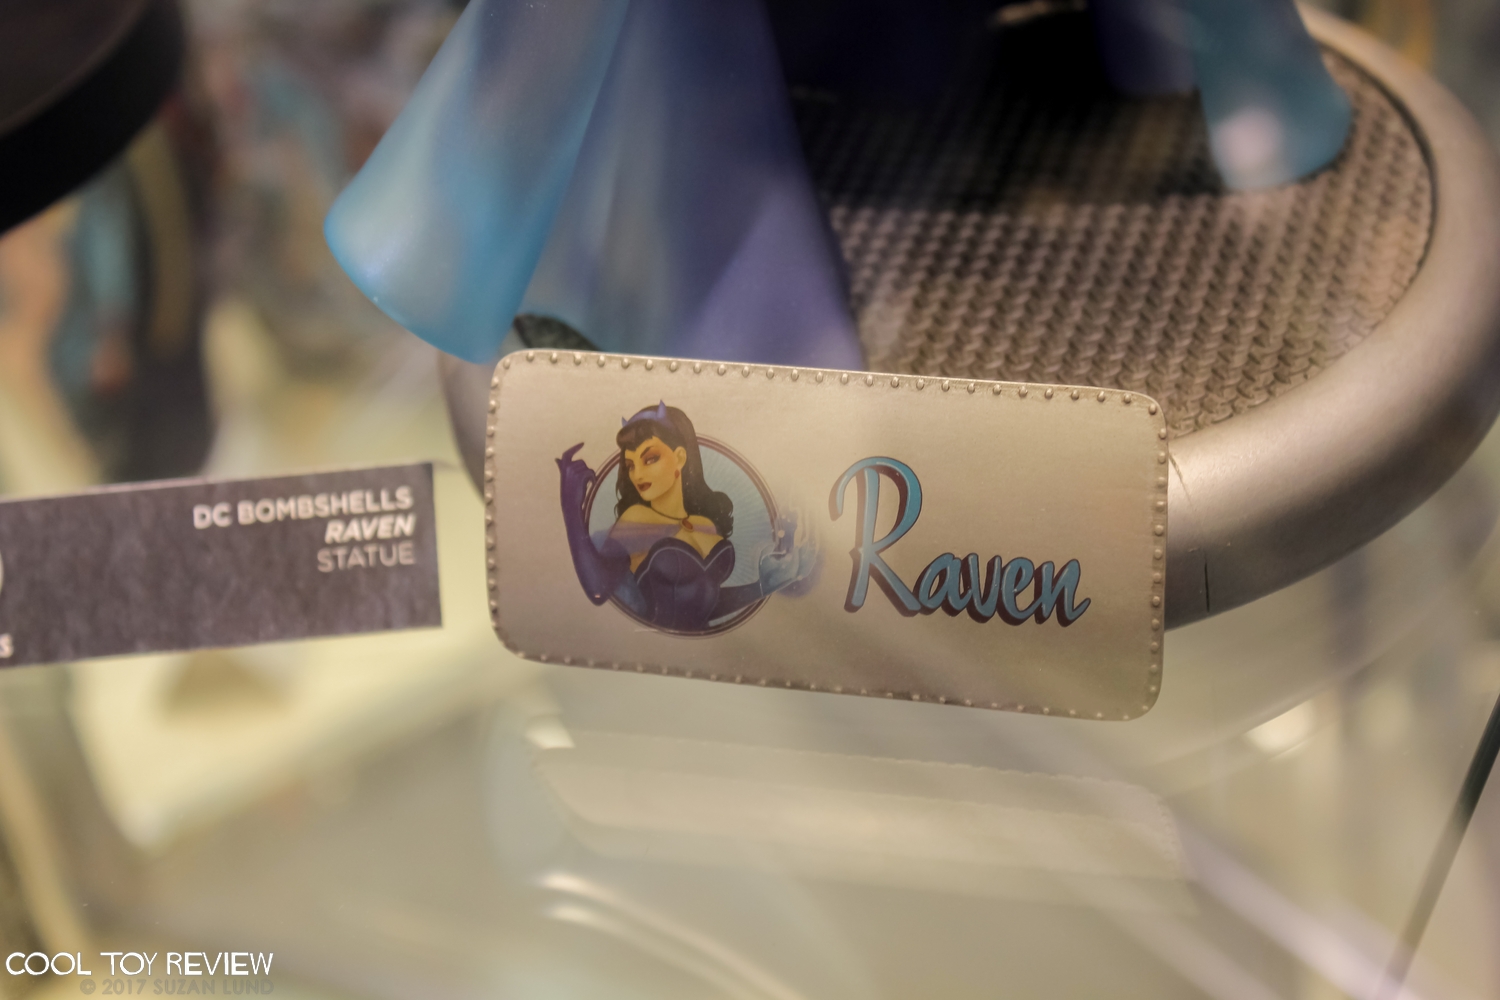 DC BOMBSHELLS
RAVEN
STATUE
Raven
COOL TOY REVIEW
© 2017 SUZAN LUND